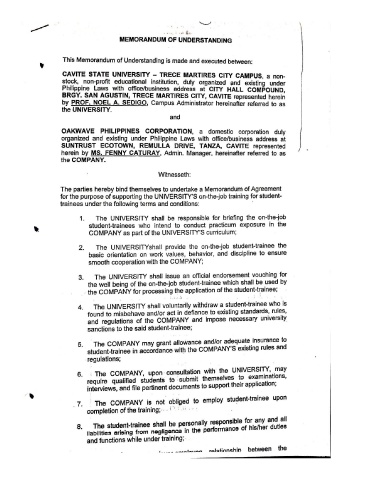 MEMORANDUM OF UNDERSTANDING
This Memorandum of Understanding is made and executed between:
CAVITE STATE UNIVERSITY – TRECE MARTIRES CITY CAMPUS, a non-
stock, non-profit educational institution, duly organized and existing under
Philippine Laws with office/business address at CITY HALL COMPOUND,
BRGY. SAN AGUSTIN, TRECE MARTIRES CITY, CAVITE represented herein
by PROF. NOEL A. SEDIGO, Campus Administrator hereinafter referred to as
the UNIVERSITY.
and
OAKWAVE PHILIPPINES CORPORATION, a domestic corporation duly
organized and existing under Philippine Laws with office/business address at
SUNTRUST ECOTOWN, REMULLA DRIVE, TANZA, CAVITE represented
herein by MS. FENNY CATURAY, Admin. Manager, hereinafter referred to as
the COMPANY.
Witnesseth:
The parties hereby bind themselves to undertake a Memorandum of Agreement
for the purpose of supporting the UNIVERSITY'S on-the-job training for student-
trainees under the following terms and conditions:
1. The UNIVERSITY shall be responsible for briefing the on-the-job
student-trainees who intend to conduct practicum exposure in the
COMPANY as part of the UNIVERSITY'S curriculum;
2. The UNIVERSITYshall provide the on-the-job student-trainee the
basic orientation on work values, behavior, and discipline to ensure
smooth cooperation with the COMPANY;
3. The UNIVERSITY shall issue an official endorsement vouching for
the well being of the on-the-job student-trainee which shall be used by
the COMPANY for processing the application of the student-trainee;
4. The UNIVERSITY shall voluntarily withdraw a student-trainee who is
found to misbehave and/or act in defiance to existing standards, rules,
and regulations of the COMPANY and impose necessary university
sanctions to the said student-trainee;
5. The COMPANY may grant allowance and/or adequate insurance to
student-trainee in accordance with the COMPANY'S existing rules and
regulations;
6. The COMPANY, upon consultation with the UNIVERSITY, may
require qualified students to submit themselves to examinations,
interviews, and file pertinent documents to support their application;
7. The COMPANY is not obliged to employ student-trainee upon
completion of the training;
8. The student-trainee shall be personally responsible for any and all
liabilities arising from negligence in the performance of his/her duties
and functions while under training;
relationship between the